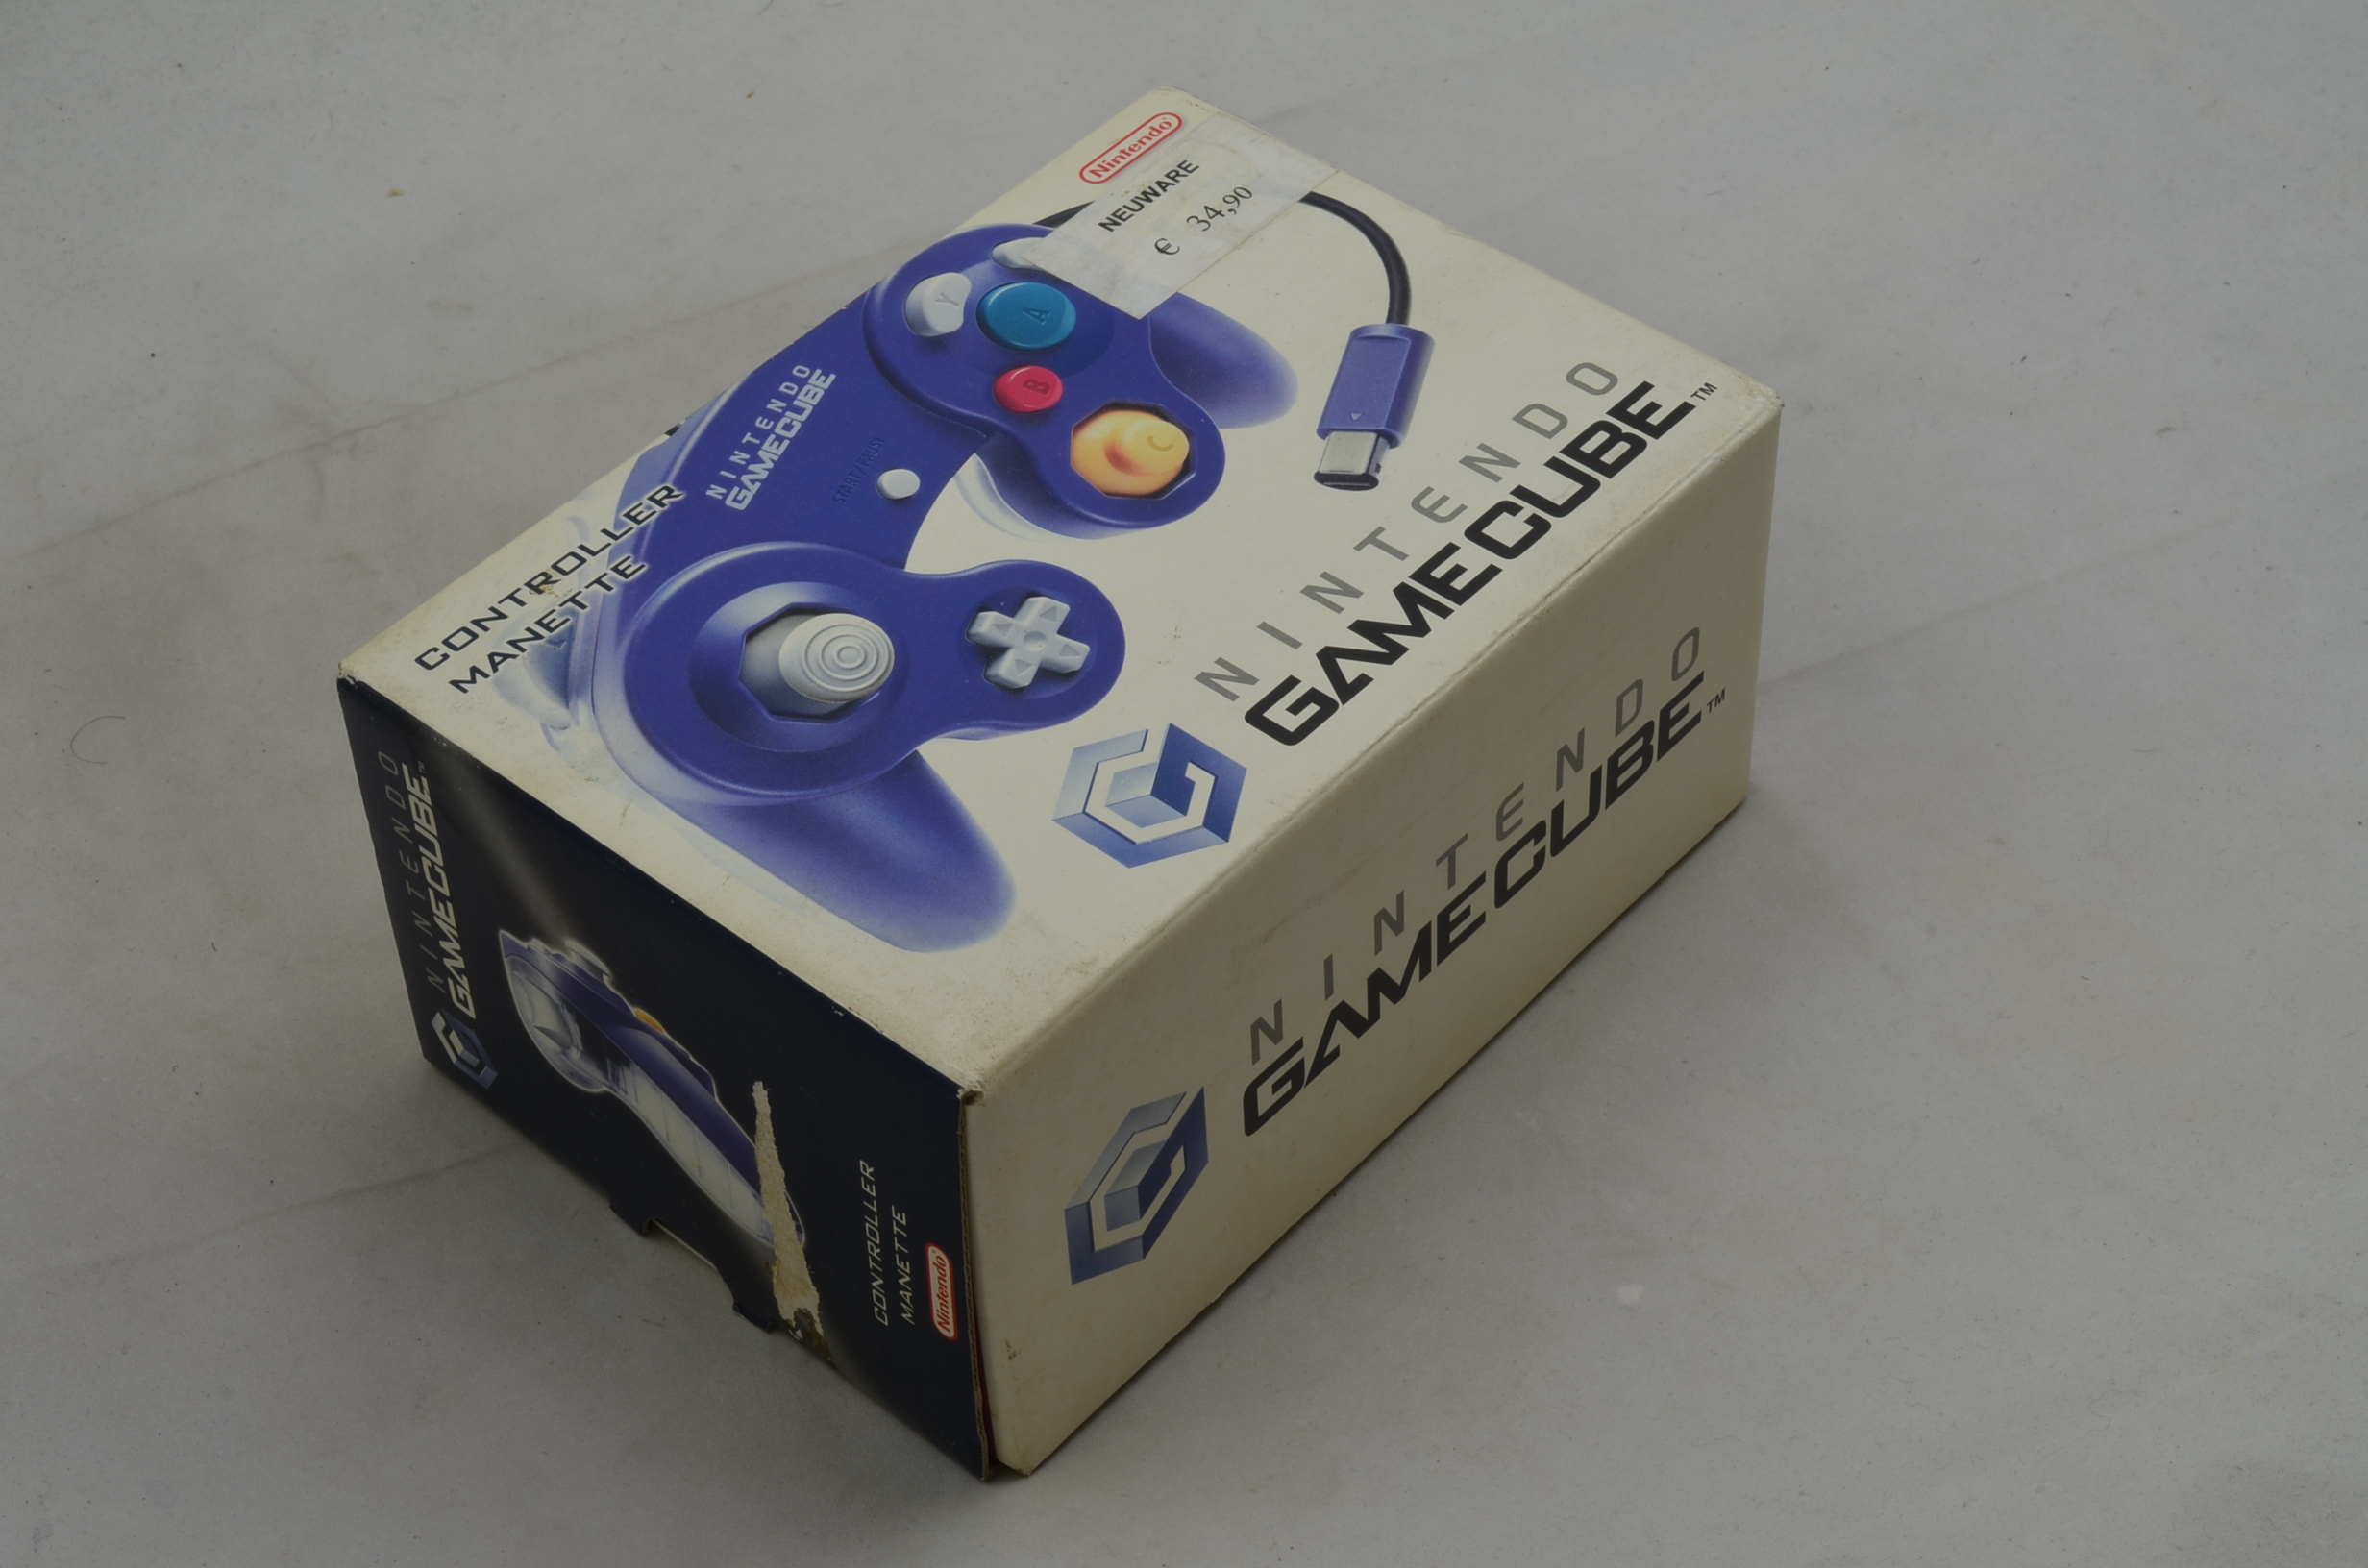 Nintendo
NEUWARE
€ 34,90
Y
A
B
C
NINTENDO
GAMECUBE
START/PAUSE
CONTROLLER
MANETTE
NINTENDO
GAMECUBE™
NINTENDO
GAMECUBE™
CONTROLLER
MANETTE
Nintendo
NINTENDO
GAMECUBE™